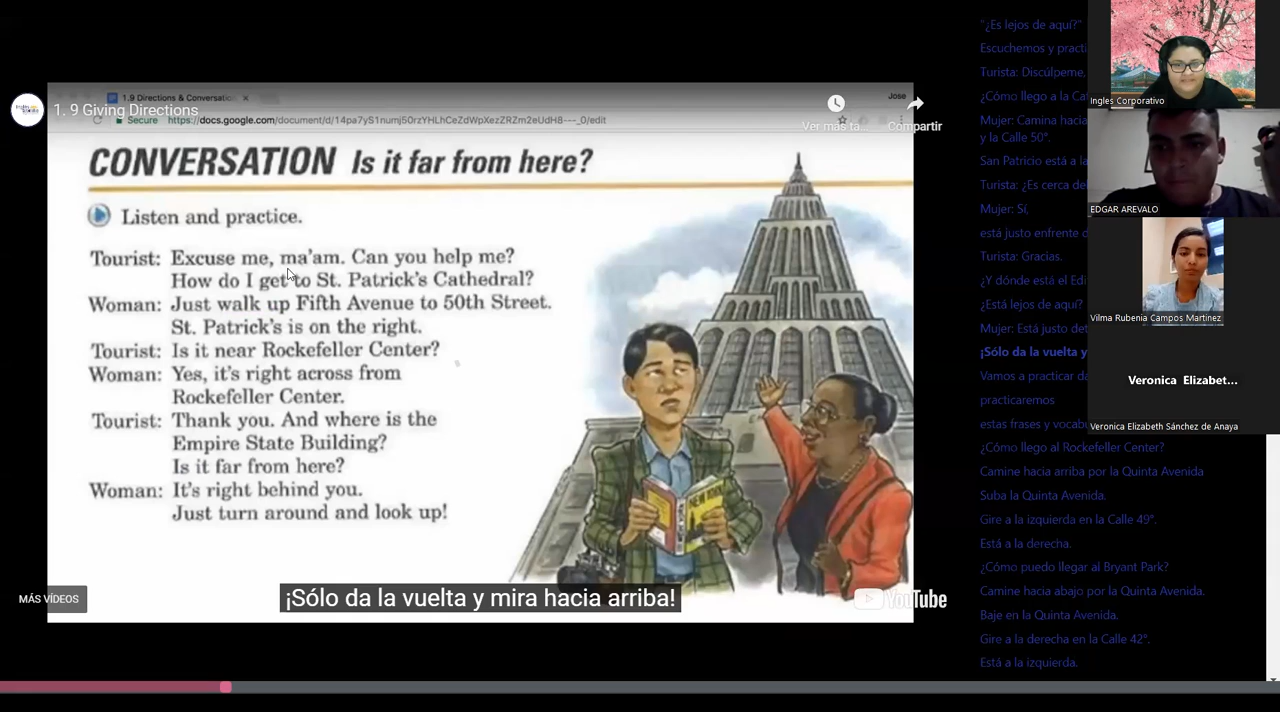 1.9 Directions & Conversatio
1. 9 Giving Directions
Jose
Secure
https://docs.google.com/document/d/14pa7yS1numj50rzYHLhCeZdWpXezZRZm2eUdH8---_0/edit
Ver más ta...
Compartir
CONVERSATION Is it far from here?
Listen and practice.
Tourist: Excuse me, ma'am. Can you help me?
How do I get to St. Patrick's Cathedral?
Woman: Just walk up Fifth Avenue to 50th Street.
St. Patrick's is on the right.
Tourist: Is it near Rockefeller Center?
Woman: Yes, it's right across from
Rockefeller Center.
Tourist: Thank you. And where is the
Empire State Building?
Is it far from here?
Woman: It's right behind you.
Just turn around and look up!
NEW YORK
MÁS VÍDEOS
¡Sólo da la vuelta y mira hacia arriba!
YouTube
"¿Es lejos de aquí?"
Escuchemos y practi
Turista: Discúlpeme,
¿Cómo llego a la Ca
Mujer: Camina hacia
y la Calle 50°.
San Patricio está a la
Turista: ¿Es cerca de
Mujer: Sí,
está justo enfrente d
Turista: Gracias.
¿Y dónde está el Edi
¿Está lejos de aquí?
Mujer: Está justo det
¡Sólo da la vuelta y
Vamos a practicar da
practicaremos
estas frases y vocabu
¿Cómo llego al Rockefeller Center?
Camine hacia arriba por la Quinta Avenida
Suba la Quinta Avenida.
Gire a la izquierda en la Calle 49°.
Está a la derecha.
¿Cómo puedo llegar al Bryant Park?
Camine hacia abajo por la Quinta Avenida.
Baje en la Quinta Avenida.
Gire a la derecha en la Calle 42°.
Está a la izquierda.
Ingles Corporativo
EDGAR AREVALO
Vilma Rubenia Campos Martinez
Veronica Elizabet...
Veronica Elizabeth Sánchez de Anaya